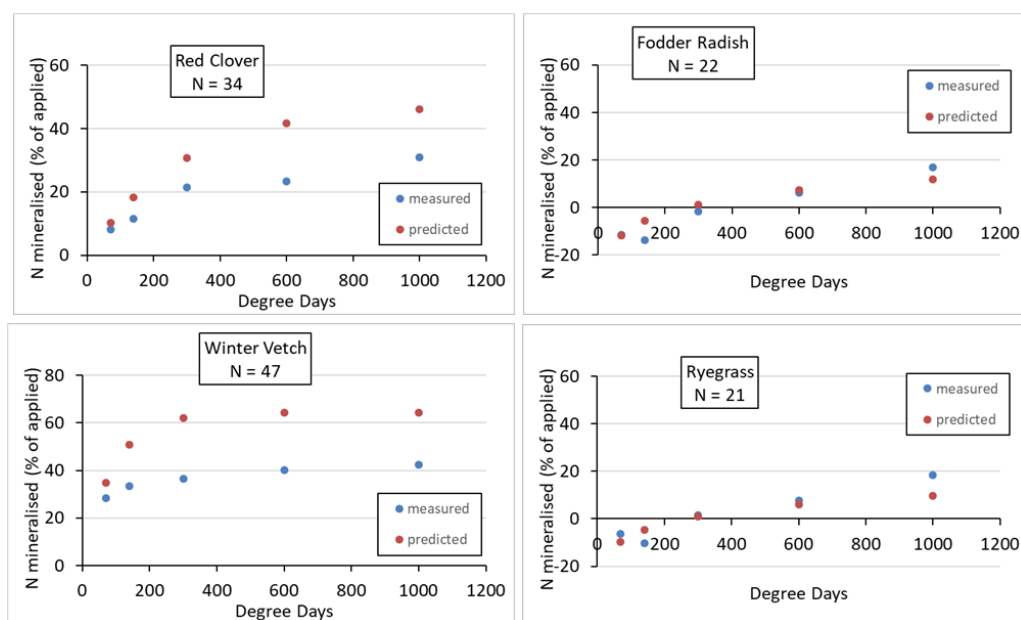 Red Clover
N = 34
N mineralised (% of applied)
60
40
20
0
0 200 400 600 800 1000 1200
Degree Days
measured
predicted
Fodder Radish
N = 22
N mineralised (% of applied)
60
40
20
0
-20
0 200 400 600 800 1000 1200
Degree Days
measured
predicted
Winter Vetch
N = 47
N mineralised (% of applied)
80
60
40
20
0
0 200 400 600 800 1000 1200
Degree Days
measured
predicted
Ryegrass
N = 21
N mineralised (% of applied)
60
40
20
0
-20
0 200 400 600 800 1000 1200
Degree Days
measured
predicted